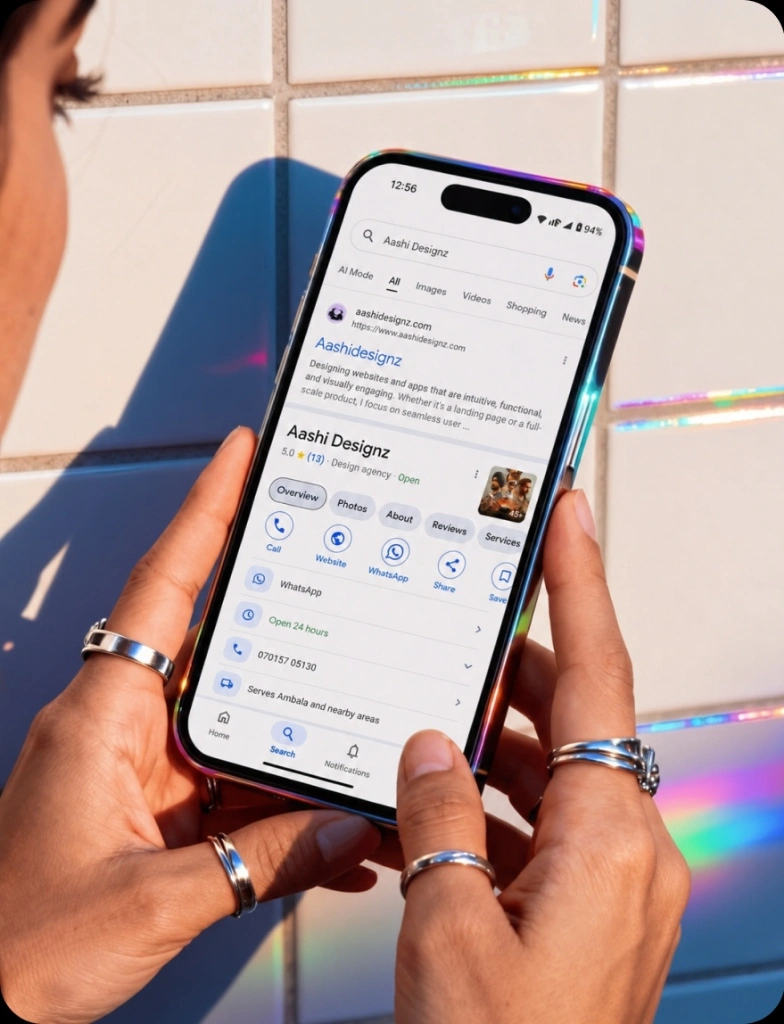 12:56
94%
Aashi Designz
AI Mode All Images Videos Shopping News
aashidesignz.com
https://www.aashidesignz.com
Aashidesignz
Designing websites and apps that are intuitive, functional,
and visually engaging. Whether it's a landing page or a full-
scale product, I focus on seamless user ...
Aashi Designz
5.0 ★ (13) · Design agency · Open
45+
Overview Photos About Reviews Services
Call Website WhatsApp Share Save
WhatsApp
Open 24 hours
070157 05130
Serves Ambala and nearby areas
Home Search Notifications